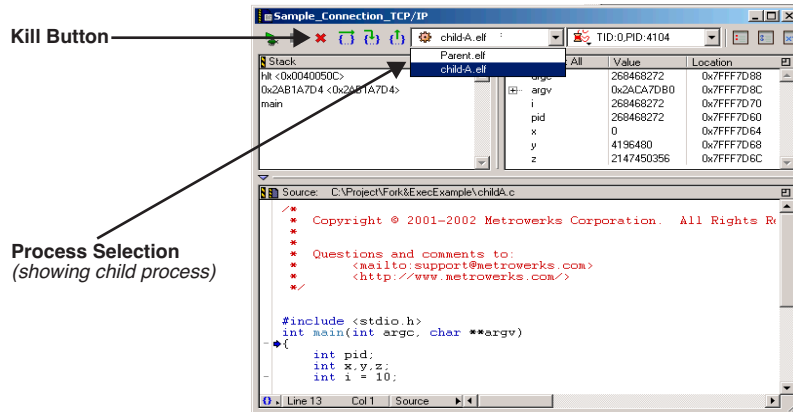 Sample_Connection_TCP/IP
Kill Button
child-A.elf
TID:0,PID:4104
Parent.elf
child-A.elf
Stack
All
Value
Location
hlt <0x0040050C>
0x2AB1A7D4 <0x2AB1A7D4>
main
argc 268468272 0x7FFF7D88
argv 0x2ACA7DB0 0x7FFF7D8C
i 268468272 0x7FFF7D70
pid 268468272 0x7FFF7D60
x 0 0x7FFF7D64
y 4196480 0x7FFF7D68
z 2147450356 0x7FFF7D6C
Source: C:\Project\Fork&ExecExample\childA.c
/*
* Copyright © 2001–2002 Metrowerks Corporation. All Rights Re
*
*
* Questions and comments to:
* <mailto:support@metrowerks.com>
* <http://www.metrowerks.com/>
*/
Process Selection
(showing child process)
#include <stdio.h>
int main(int argc, char **argv)
{
int pid;
int x,y,z;
int i = 10;
Line 13 Col 1 Source